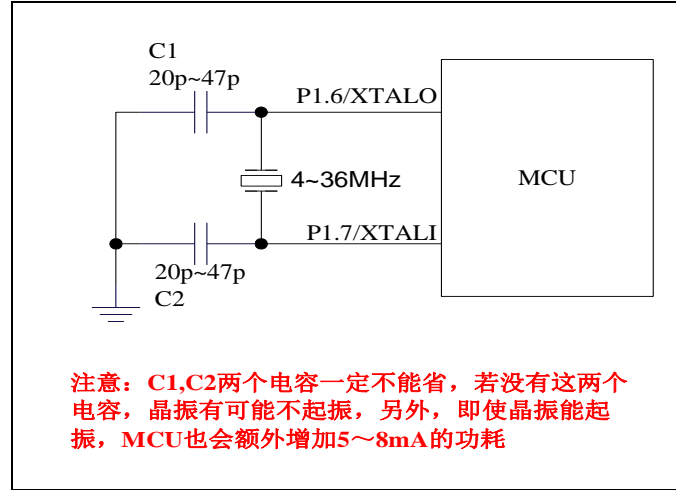 C1
20p~47p
P1.6/XTALO
4~36MHz
MCU
P1.7/XTALI
20p~47p
C2
注意：C1,C2两个电容一定不能省，若没有这两个
电容，晶振有可能不起振，另外，即使晶振能起
振，MCU也会额外增加5～8mA的功耗